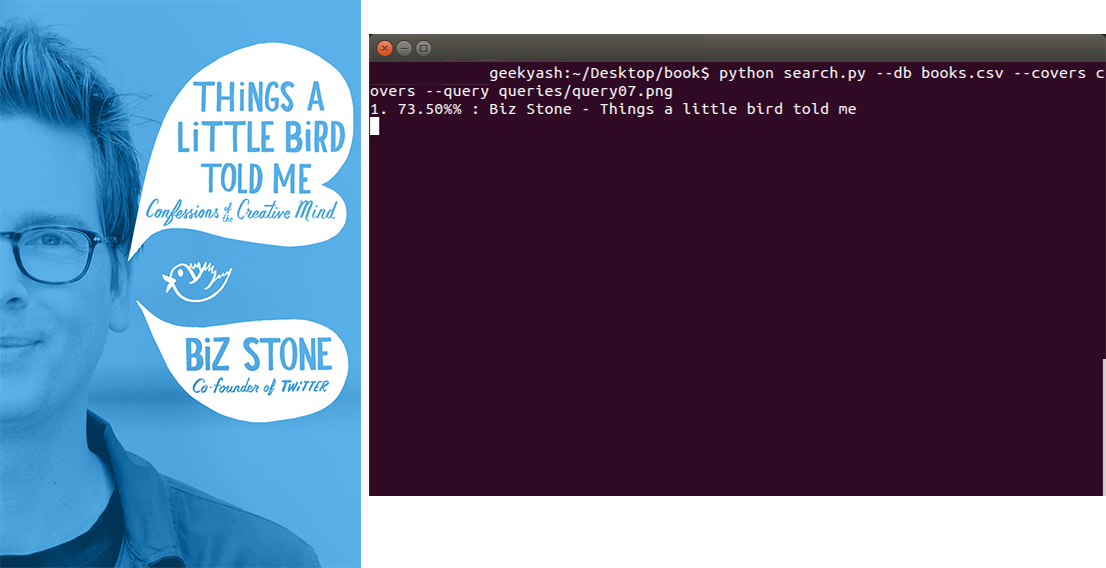 THiNGS A
LiTTLE BiRD
TOLD ME
Confessions of the Creative Mind
BiZ STONE
Co-founder of TWiTTER
geekyash:~/Desktop/book$ python search.py --db books.csv --covers c
overs --query queries/query07.png
1. 73.50%% : Biz Stone - Things a little bird told me